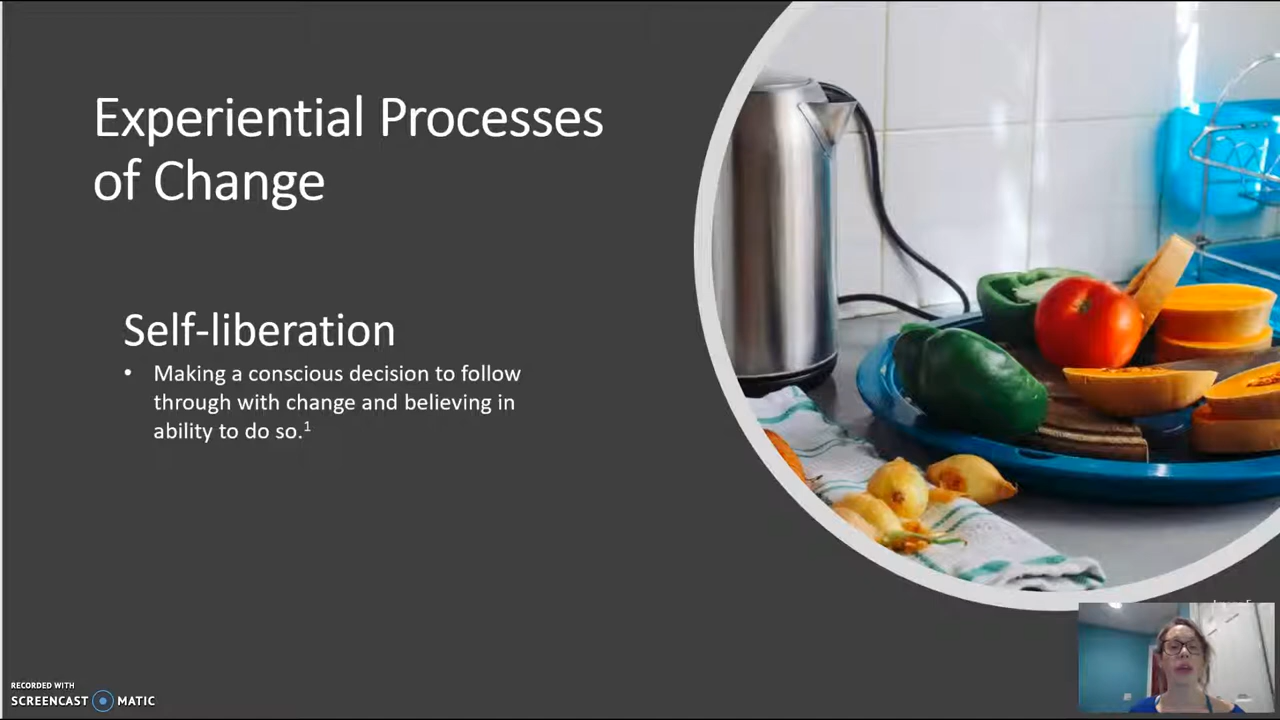 Experiential Processes
of Change
Self-liberation
• Making a conscious decision to follow
through with change and believing in
ability to do so.¹
RECORDED WITH
SCREENCAST MATIC